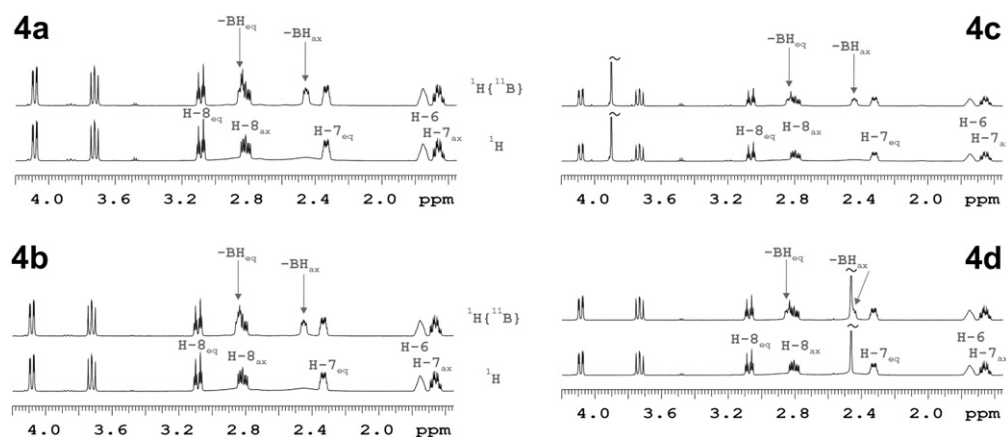 4a
-BHeq
-BHax
1H{11B}
H-8eq
H-8ax
H-7eq
H-6
H-7ax
1H
4.0 3.6 3.2 2.8 2.4 2.0 ppm
4c
-BHeq
-BHax
~
~
H-8eq
H-8ax
H-7eq
H-6
H-7ax
4.0 3.6 3.2 2.8 2.4 2.0 ppm
4b
-BHeq
-BHax
1H{11B}
H-8eq
H-8ax
H-7eq
H-6
H-7ax
1H
4.0 3.6 3.2 2.8 2.4 2.0 ppm
4d
-BHeq
-BHax
~
~
H-8eq
H-8ax
H-7eq
H-6
H-7ax
4.0 3.6 3.2 2.8 2.4 2.0 ppm